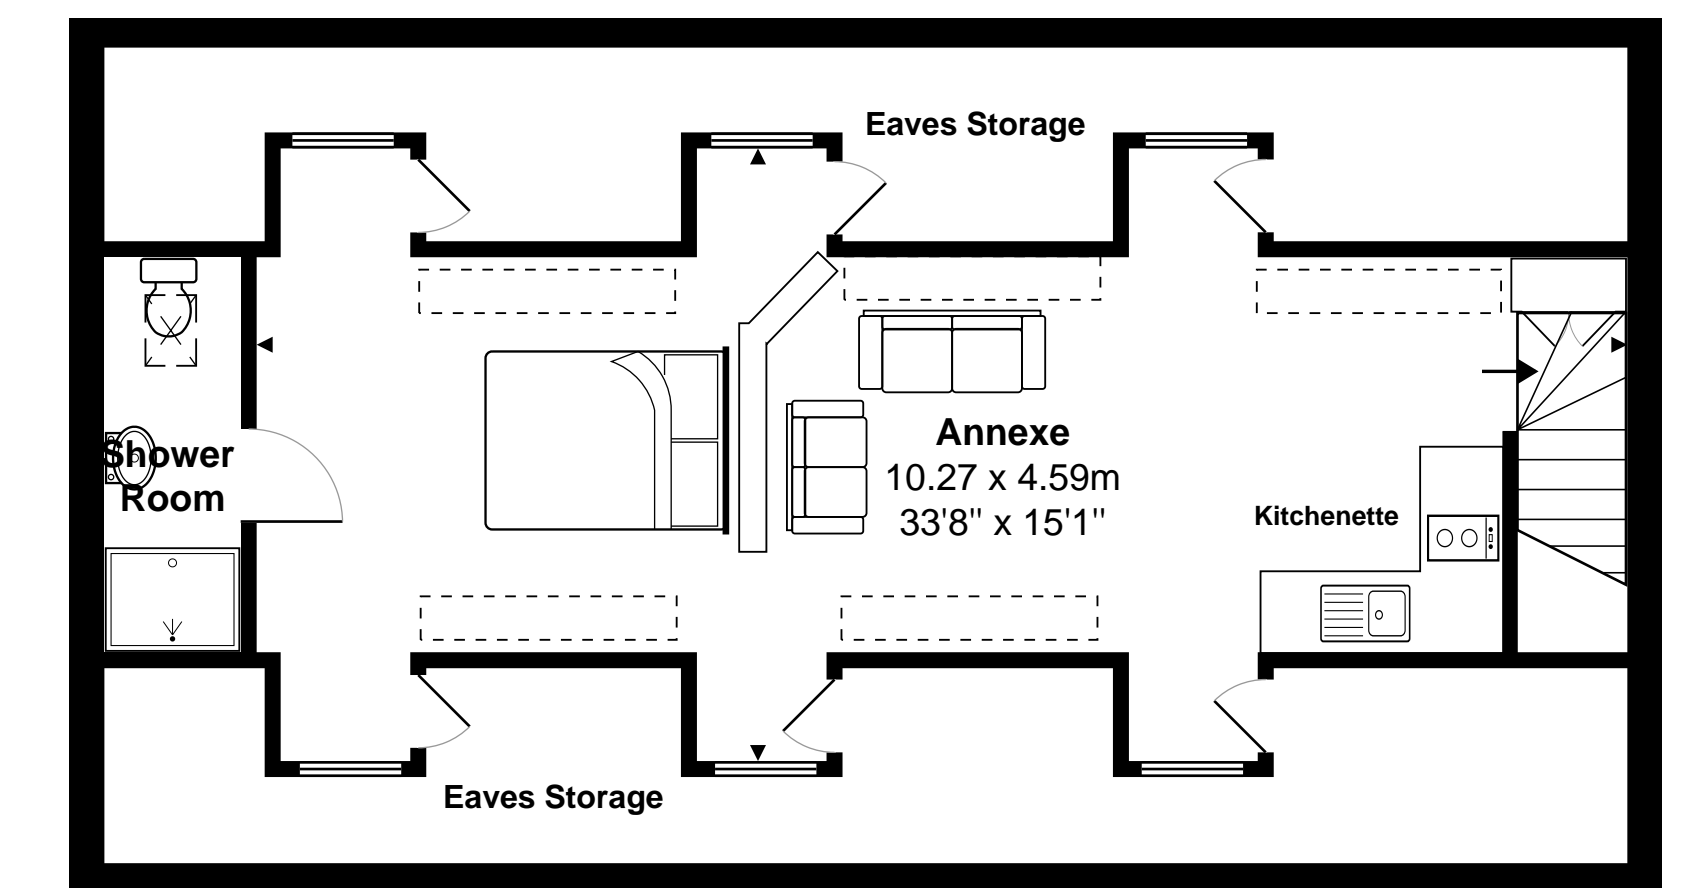 Eaves Storage
Shower
Room
Annexe
10.27 x 4.59m
33'8" x 15'1"
Kitchenette
Eaves Storage